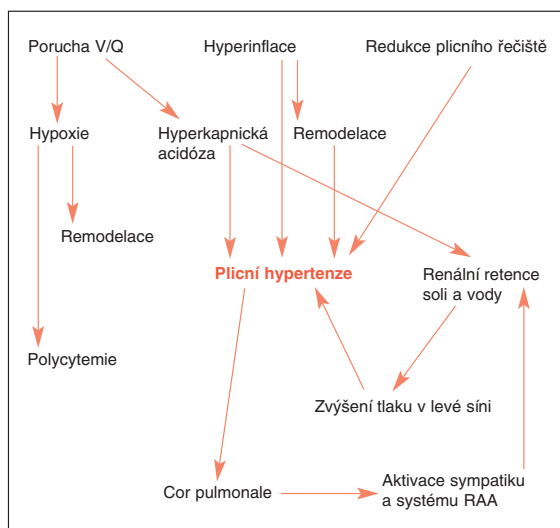 Porucha V/Q
Hyperinflace
Redukce plicního řečiště
Hypoxie
Hyperkapnická
acidóza
Remodelace
Remodelace
Plicní hypertenze
Renální retence
soli a vody
Polycytemie
Zvýšení tlaku v levé síni
Cor pulmonale
Aktivace sympatiku
a systému RAA